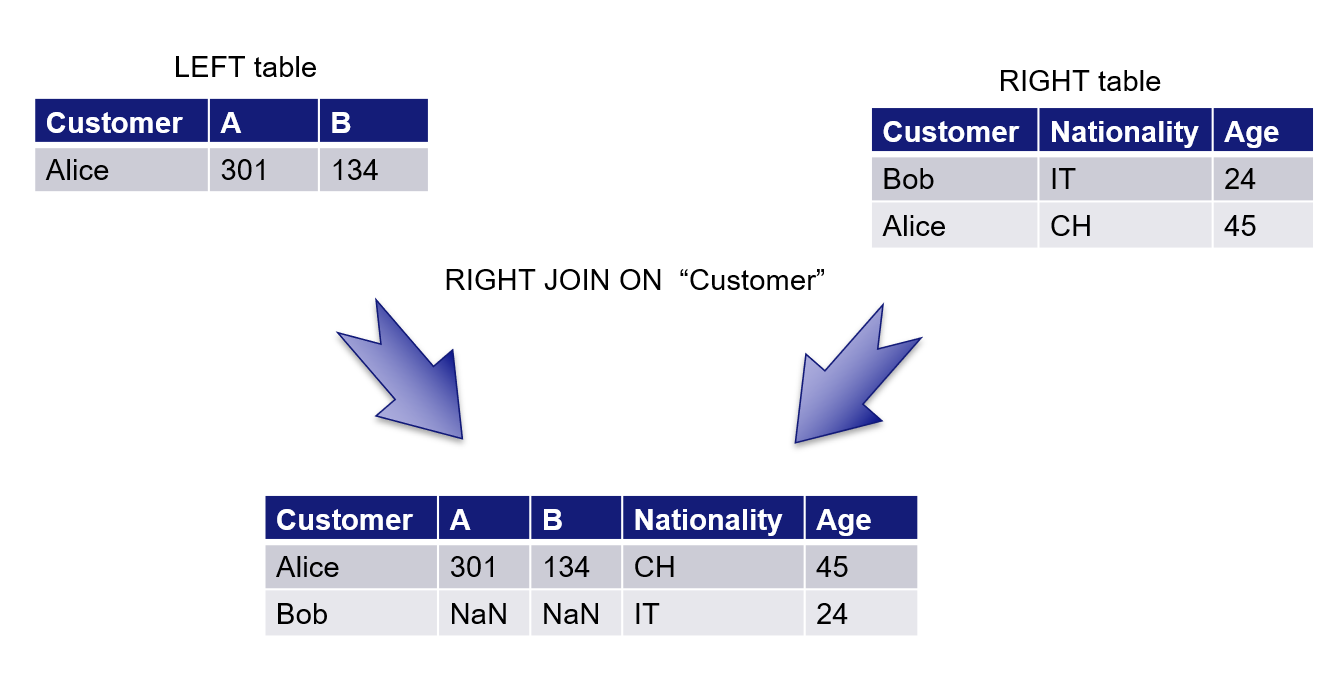 LEFT table
Customer A B
Alice 301 134
RIGHT table
Customer Nationality Age
Bob IT 24
Alice CH 45
RIGHT JOIN ON “Customer”
Customer A B Nationality Age
Alice 301 134 CH 45
Bob NaN NaN IT 24